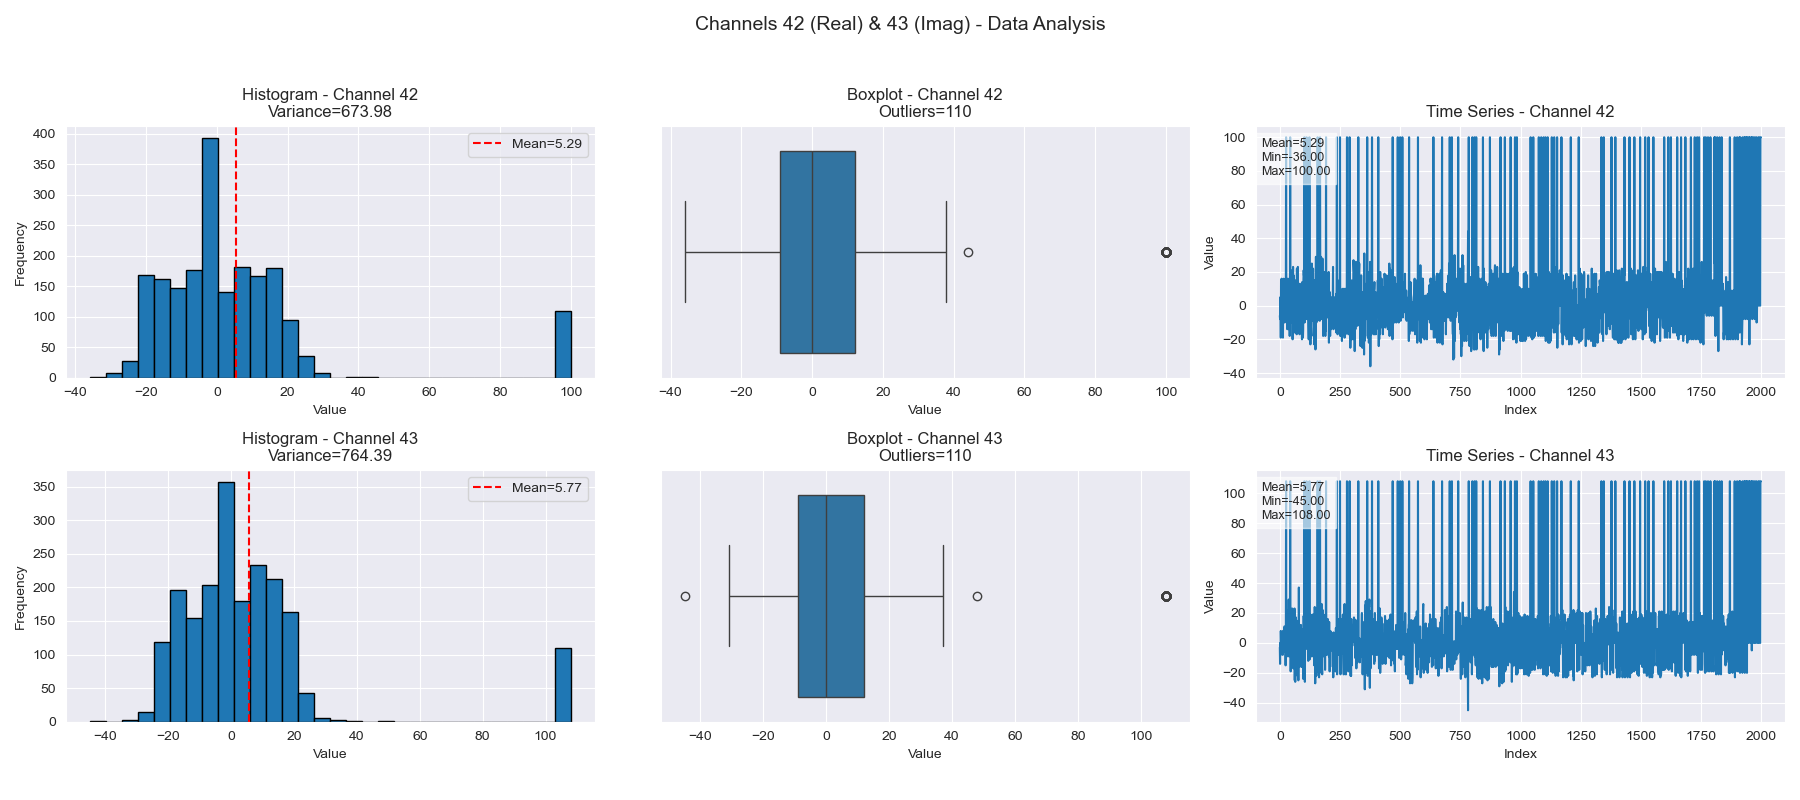 Channels 42 (Real) & 43 (Imag) - Data Analysis
Histogram - Channel 42
Variance=673.98
Mean=5.29
Frequency
400
350
300
250
200
150
100
50
0
−40 −20 0 20 40 60 80 100
Value
Boxplot - Channel 42
Outliers=110
−40 −20 0 20 40 60 80 100
Value
Time Series - Channel 42
Mean=5.29
Min=-36.00
Max=100.00
Value
100
80
60
40
20
0
−20
−40
0 250 500 750 1000 1250 1500 1750 2000
Index
Histogram - Channel 43
Variance=764.39
Mean=5.77
Frequency
350
300
250
200
150
100
50
0
−40 −20 0 20 40 60 80 100
Value
Boxplot - Channel 43
Outliers=110
−40 −20 0 20 40 60 80 100
Value
Time Series - Channel 43
Mean=5.77
Min=-45.00
Max=108.00
Value
100
80
60
40
20
0
−20
−40
0 250 500 750 1000 1250 1500 1750 2000
Index